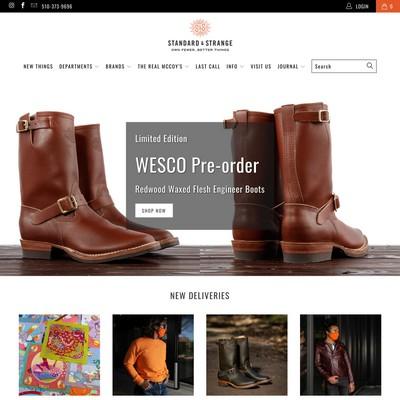 510-373-9696
LOGIN
0
STANDARD & STRANGE
OWN FEWER, BETTER THINGS
NEW THINGS DEPARTMENTS BRANDS THE REAL MCCOY'S LAST CALL INFO VISIT US JOURNAL Search
Limited Edition
WESCO Pre-order
Redwood Waxed Flesh Engineer Boots
SHOP NOW
NEW DELIVERIES